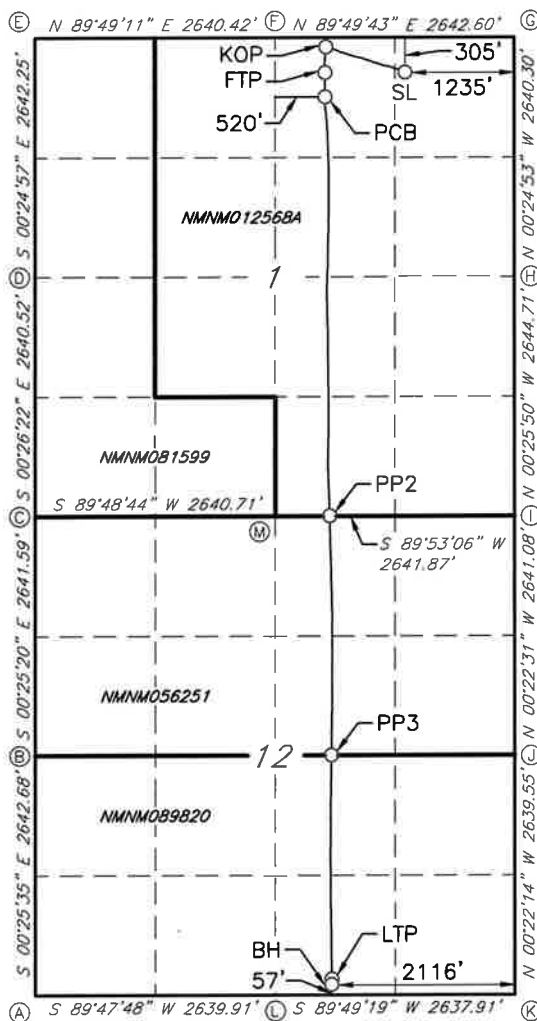 E N 89°49'11" E 2640.42' F N 89°49'43" E 2642.60' G
KOP 305'
FTP 1235'
SL
520' PCB
S 00°24'57" E 2642.25'
N 00°24'53" W 2640.30'
NMNM012568A
D 1 H
S 00°26'22" E 2640.52'
N 00°25'50" W 2644.71'
NMNM081599
S 89°48'44" W 2640.71' PP2
C M I
S 89°53'06" W
2641.87'
S 00°25'20" E 2641.59'
N 00°22'31" W 2641.08'
NMNM056251
PP3
B 12 J
NMNM089820
S 00°25'35" E 2642.68'
N 00°22'14" W 2639.55'
LTP
BH 2116'
57'
A S 89°47'48" W 2639.91' L S 89°49'19" W 2637.91' K